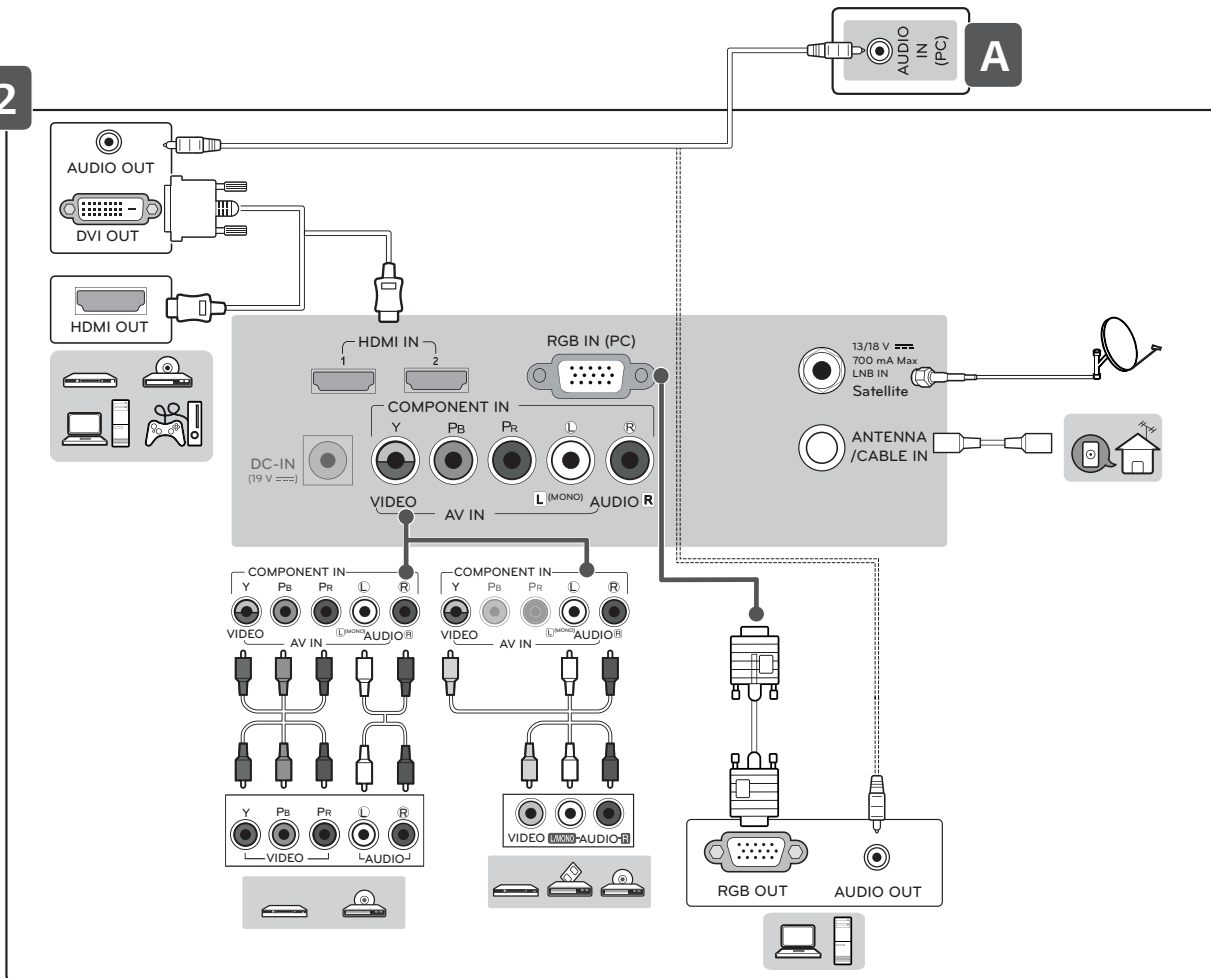 AUDIO
IN
(PC)
A
2
AUDIO OUT
DVI OUT
HDMI OUT
HDMI IN
1
2
RGB IN (PC)
COMPONENT IN
Y
PB
PR
L
R
DC-IN
(19 V ⎓)
VIDEO
L (MONO)
AUDIO R
AV IN
13/18 V ⎓
700 mA Max
LNB IN
Satellite
ANTENNA
/CABLE IN
COMPONENT IN
Y
PB
PR
L
R
VIDEO
L(MONO)
AUDIO R
AV IN
COMPONENT IN
Y
PB
PR
L
R
VIDEO
L(MONO)
AUDIO R
AV IN
Y
PB
PR
L
R
VIDEO
AUDIO
VIDEO
L/MONO
AUDIO
R
RGB OUT
AUDIO OUT